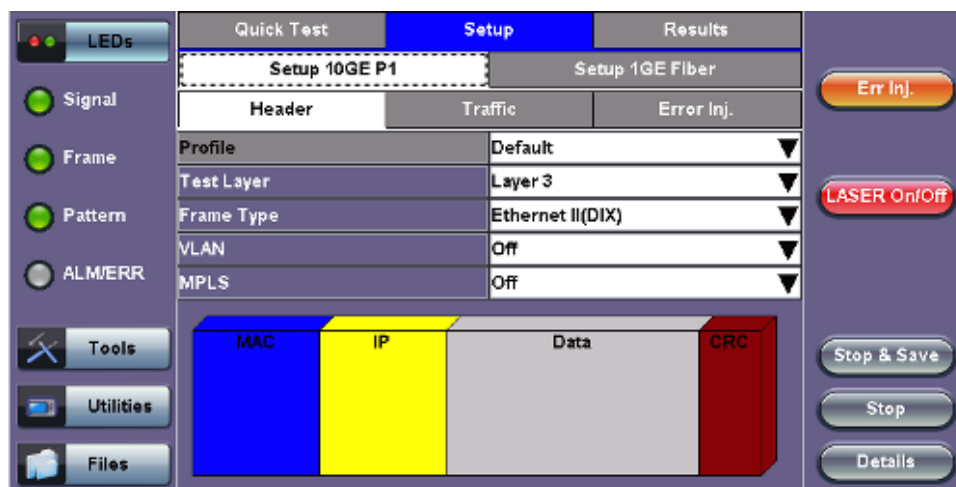 LEDs
Signal
Frame
Pattern
ALM/ERR
Tools
Utilities
Files
Quick Test Setup Results
Setup 10GE P1 Setup 1GE Fiber
Header Traffic Error Inj.
Profile Default
Test Layer Layer 3
Frame Type Ethernet II(DIX)
VLAN Off
MPLS Off
MAC IP Data CRC
Err Inj.
LASER On/Off
Stop & Save
Stop
Details